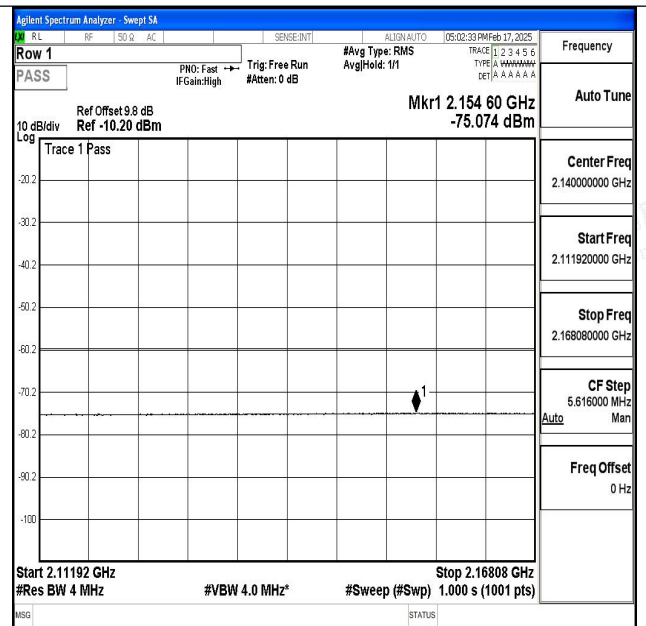 Agilent Spectrum Analyzer - Swept SA
RL RF 50 Ω AC SENSE:INT ALIGN AUTO 05:02:33 PM Feb 17, 2025
Row 1
PASS
PNO: Fast
IFGain:High
Trig: Free Run
#Atten: 0 dB
#Avg Type: RMS
Avg|Hold: 1/1
TRACE 1 2 3 4 5 6
TYPE A WWWWW
DET A A A A A A
Mkr1 2.154 60 GHz
-75.074 dBm
Ref Offset 9.8 dB
10 dB/div Ref -10.20 dBm
Log
Trace 1 Pass
-20.2
-30.2
-40.2
-50.2
-60.2
-70.2
1
-80.2
-90.2
-100
Start 2.11192 GHz Stop 2.16808 GHz
#Res BW 4 MHz #VBW 4.0 MHz* #Sweep (#Swp) 1.000 s (1001 pts)
MSG STATUS
Frequency
Auto Tune
Center Freq
2.140000000 GHz
Start Freq
2.111920000 GHz
Stop Freq
2.168080000 GHz
CF Step
5.616000 MHz
Auto Man
Freq Offset
0 Hz